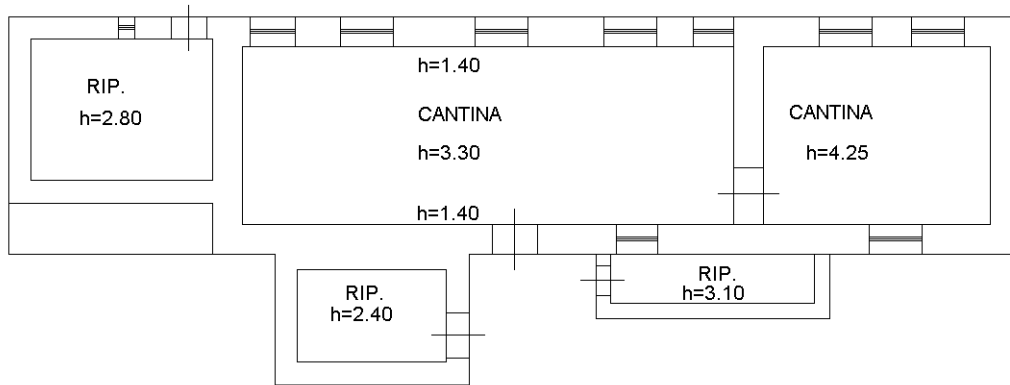 RIP.
h=2.80
h=1.40
CANTINA
h=3.30
h=1.40
CANTINA
h=4.25
RIP.
h=2.40
RIP.
h=3.10